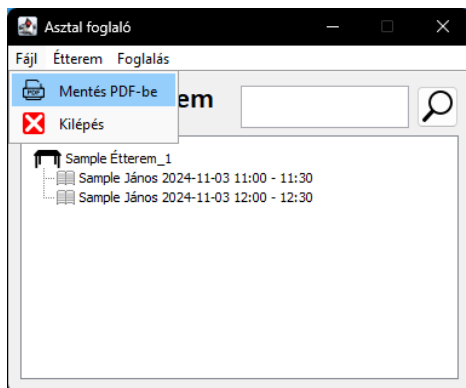 Asztal foglaló
Fájl Étterem Foglalás
PDF Mentés PDF-be
Kilépés
em
Sample Étterem_1
Sample János 2024-11-03 11:00 - 11:30
Sample János 2024-11-03 12:00 - 12:30